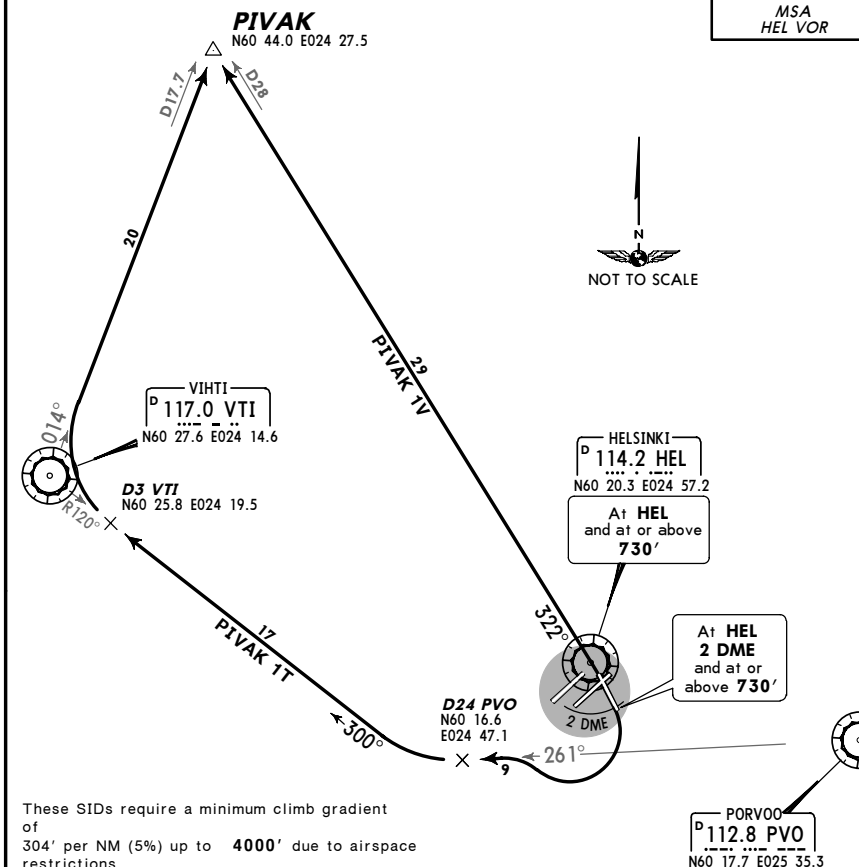 MSA
HEL VOR
PIVAK
N60 44.0 E024 27.5
D17.7
D28
20
29
PIVAK 1V
N
NOT TO SCALE
VIHTI
D 117.0 VTI
N60 27.6 E024 14.6
014°
D3 VTI
N60 25.8 E024 19.5
R120°
HELSINKI
D 114.2 HEL
N60 20.3 E024 57.2
At HEL
and at or above
730'
322°
17
PIVAK 1T
At HEL
2 DME
and at or
above 730'
2 DME
D24 PVO
N60 16.6
E024 47.1
300°
261°
9
PORVOO
D 112.8 PVO
N60 17.7 E025 35.3
These SIDs require a minimum climb gradient
of
304' per NM (5%) up to 4000' due to airspace
restrictions